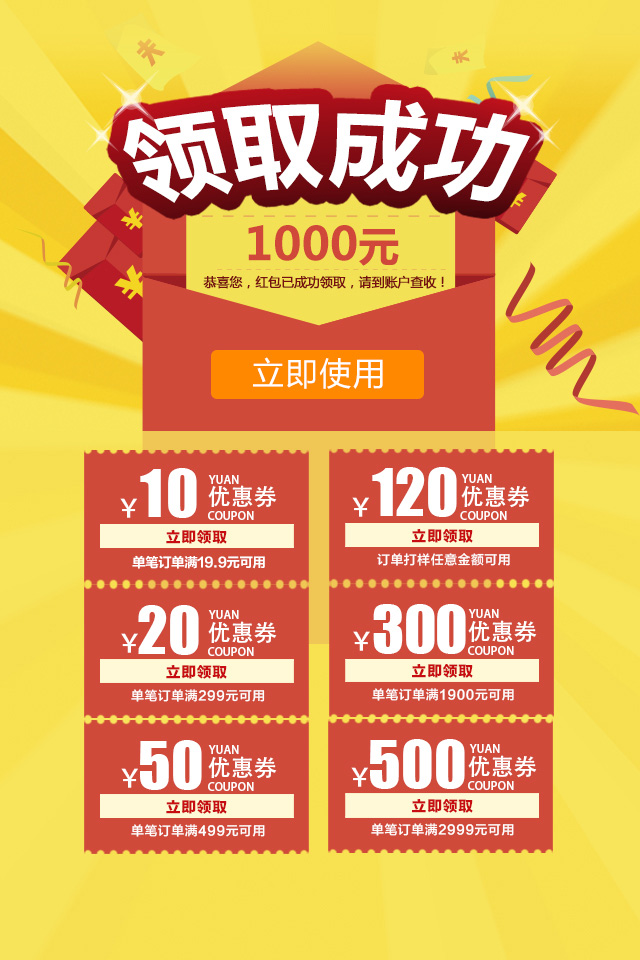 领取成功
1000元
恭喜您，红包已成功领取，请到账户查收！
立即使用
¥10 YUAN 优惠券 COUPON
立即领取
单笔订单满19.9元可用
¥120 YUAN 优惠券 COUPON
立即领取
订单打样任意金额可用
¥20 YUAN 优惠券 COUPON
立即领取
单笔订单满299元可用
¥300 YUAN 优惠券 COUPON
立即领取
单笔订单满1900元可用
¥50 YUAN 优惠券 COUPON
立即领取
单笔订单满499元可用
¥500 YUAN 优惠券 COUPON
立即领取
单笔订单满2999元可用